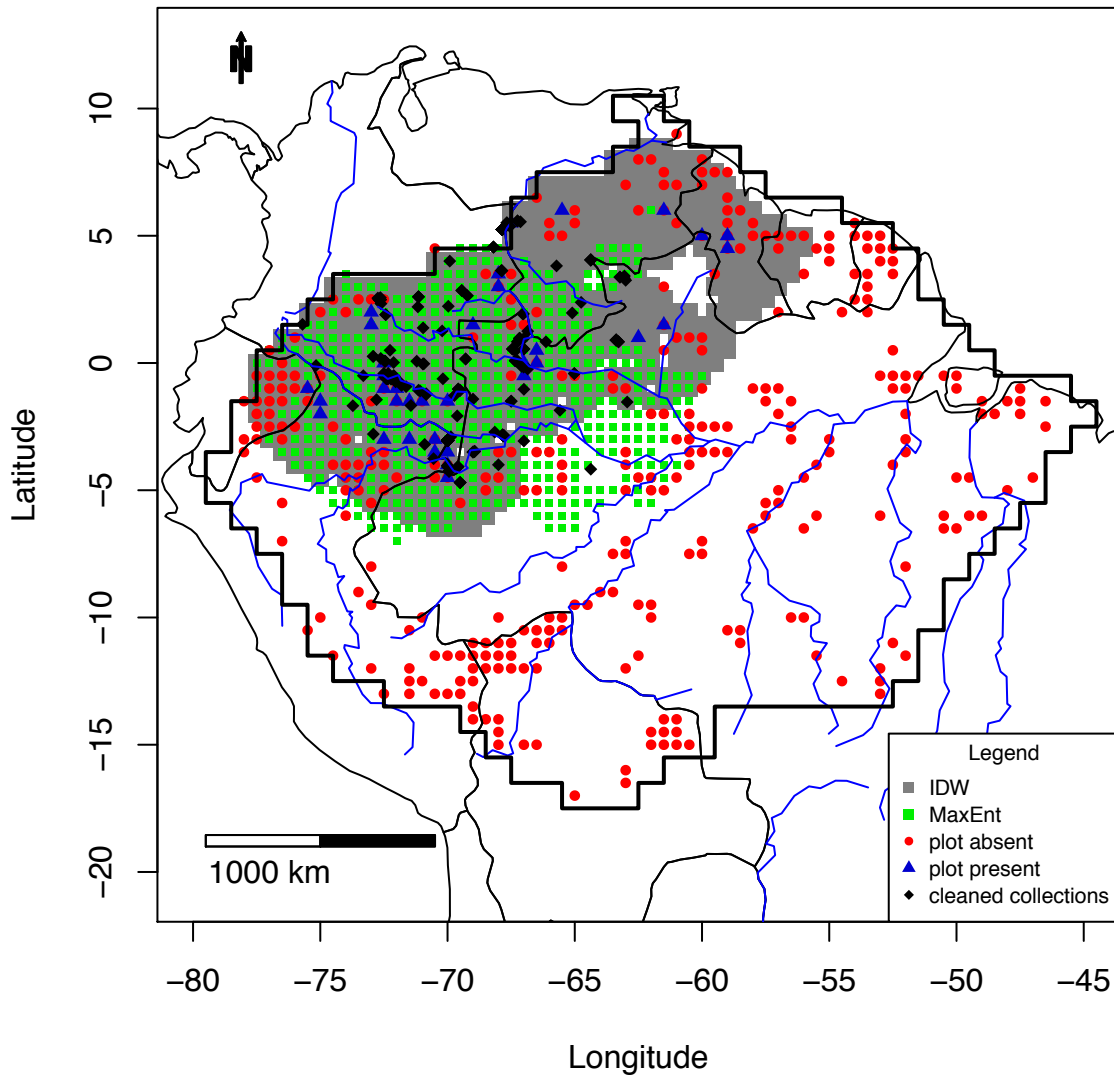 N
Latitude
10
5
0
−5
−10
−15
−20
1000 km
Legend
IDW
MaxEnt
plot absent
plot present
cleaned collections
−80 −75 −70 −65 −60 −55 −50 −45
Longitude